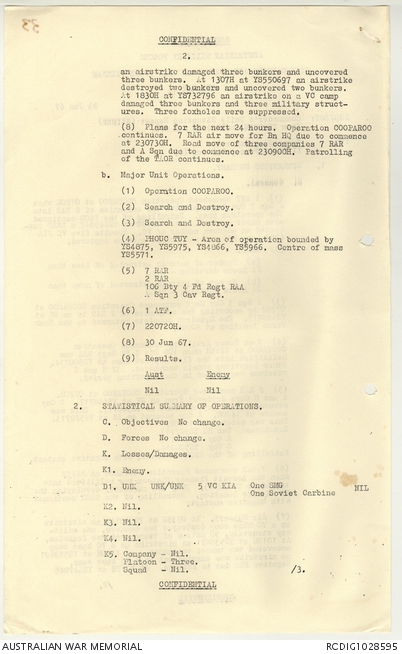 CONFIDENTIAL
2.
an airstrike damaged three bunkers and uncovered
three bunkers. At 1307H at YS550697 an airstrike
destroyed two bunkers and uncovered two bunkers.
At 1830H at YS732796 an airstrike on a VC camp
damaged three bunkers and three military struct-
ures. Three foxholes were suppressed.
(8) Plans for the next 24 hours. Operation COOPAROO
continues. 7 RAR air move for Bn HQ due to commence
at 230730H. Road move of three companies 7 RAR
and A Sqn due to commence at 230900H. Patrolling
of the TAOR continues.
b. Major Unit Operations.
(1) Operation COOPAROO.
(2) Search and Destroy.
(3) Search and Destroy.
(4) PHOUC TUY - Area of operation bounded by
YS4875, YS5975, YS4866, YS5966. Centre of mass
YS5571.
(5) 7 RAR
2 RAR
106 Bty 4 Fd Regt RAA
A Sqn 3 Cav Regt.
(6) 1 ATF.
(7) 220720H.
(8) 30 Jun 67.
(9) Results.
Aust Enemy
Nil Nil
2. STATISTICAL SUMMARY OF OPERATIONS.
C. Objectives No change.
D. Forces No change.
K. Losses/Damages.
K1. Enemy.
D1. UNK UNK/UNK 5 VC KIA One HMG NIL
One Soviet Carbine
K2. Nil.
K3. Nil.
K4. Nil.
K5. Company - Nil.
Platoon - Three.
Squad - Nil.
/3.
CONFIDENTIAL
AUSTRALIAN WAR MEMORIAL
RCDIG1028595